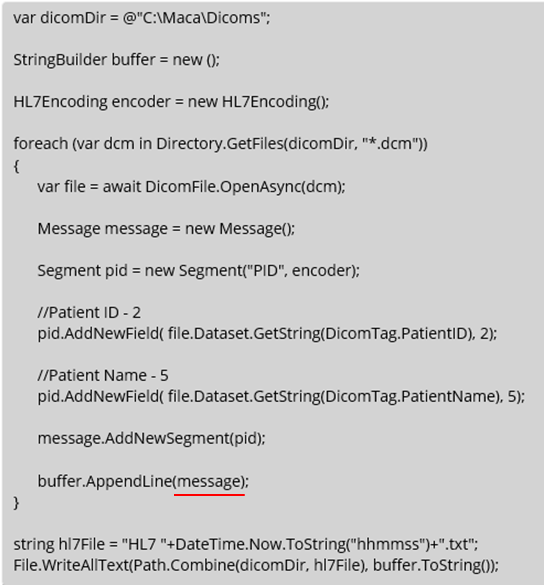 var dicomDir = @"C:\Maca\Dicoms";
StringBuilder buffer = new ();
HL7Encoding encoder = new HL7Encoding();
foreach (var dcm in Directory.GetFiles(dicomDir, "*.dcm"))
{
var file = await DicomFile.OpenAsync(dcm);
Message message = new Message();
Segment pid = new Segment("PID", encoder);
//Patient ID - 2
pid.AddNewField( file.Dataset.GetString(DicomTag.PatientID), 2);
//Patient Name - 5
pid.AddNewField( file.Dataset.GetString(DicomTag.PatientName), 5);
message.AddNewSegment(pid);
buffer.AppendLine(message);
}
string hl7File = "HL7 "+DateTime.Now.ToString("hhmmss")+".txt";
File.WriteAllText(Path.Combine(dicomDir, hl7File), buffer.ToString());